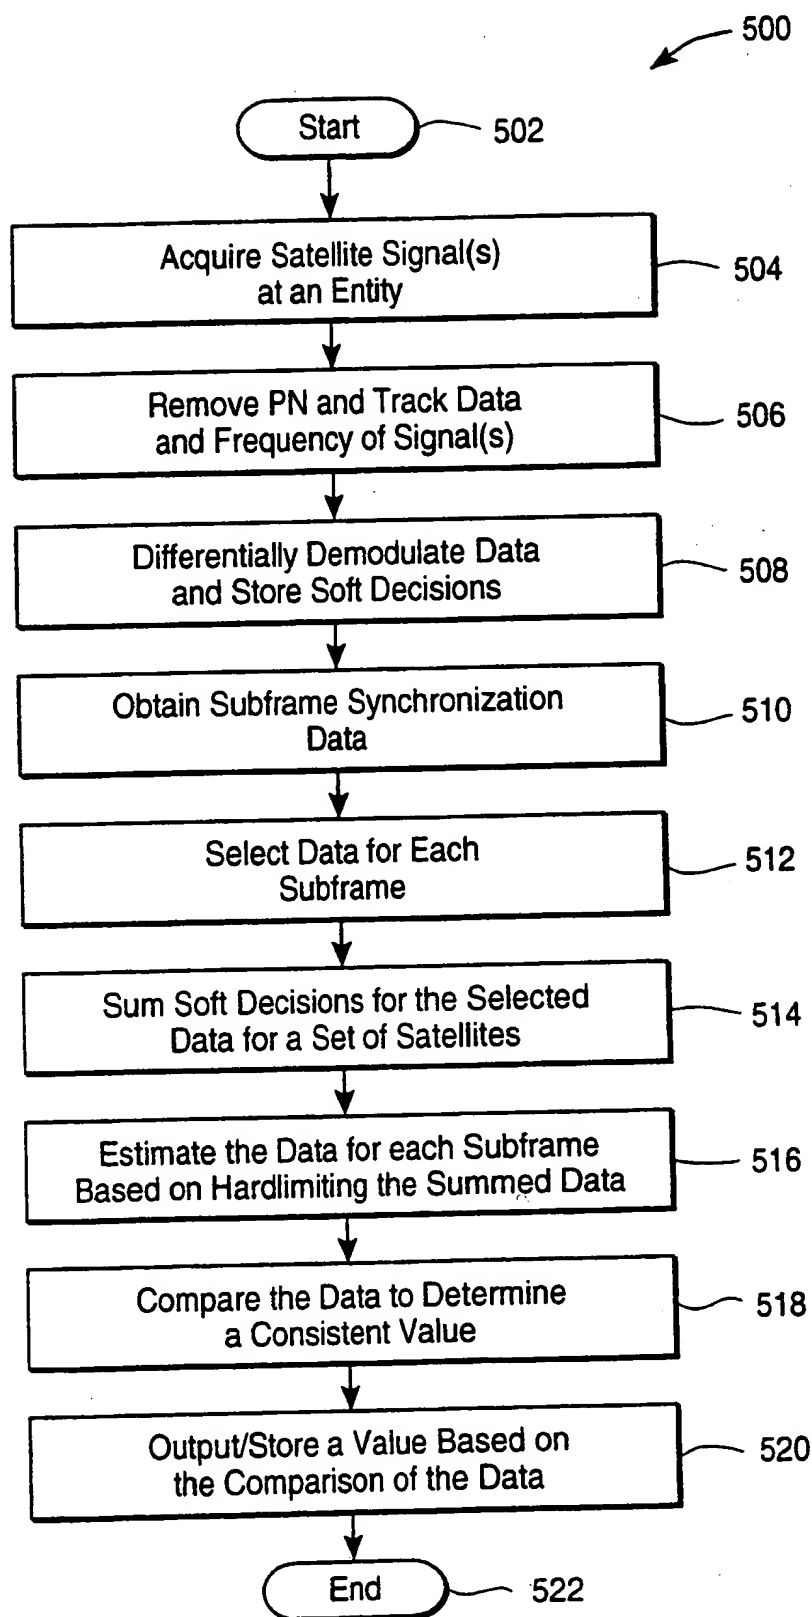 500
Start
502
Acquire Satellite Signal(s)
at an Entity
504
Remove PN and Track Data
and Frequency of Signal(s)
506
Differentially Demodulate Data
and Store Soft Decisions
508
Obtain Subframe Synchronization
Data
510
Select Data for Each
Subframe
512
Sum Soft Decisions for the Selected
Data for a Set of Satellites
514
Estimate the Data for each Subframe
Based on Hardlimiting the Summed Data
516
Compare the Data to Determine
a Consistent Value
518
Output/Store a Value Based on
the Comparison of the Data
520
End
522